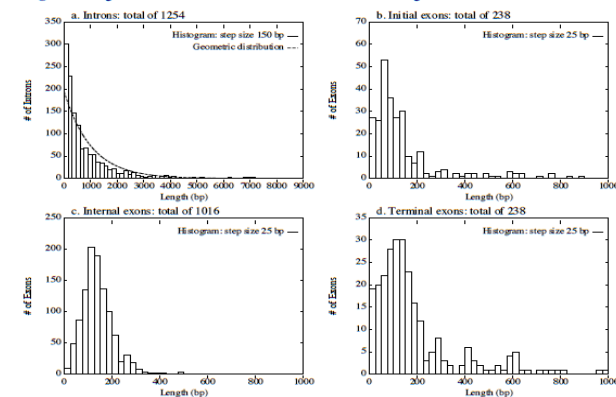 a. Introns: total of 1254
350
300
250
200
150
100
50
0
# of Introns
Histogram: step size 150 bp
Geometric distribution
0 1000 2000 3000 4000 5000 6000 7000 8000 9000
Length (bp)
b. Initial exons: total of 238
70
60
50
40
30
20
10
0
# of Exons
Histogram: step size 25 bp
0 200 400 600 800 1000
Length (bp)
c. Internal exons: total of 1016
250
200
150
100
50
0
# of Exons
Histogram: step size 25 bp
0 200 400 600 800 1000
Length (bp)
d. Terminal exons: total of 238
35
30
25
20
15
10
5
0
# of Exons
Histogram: step size 25 bp
0 200 400 600 800 1000
Length (bp)